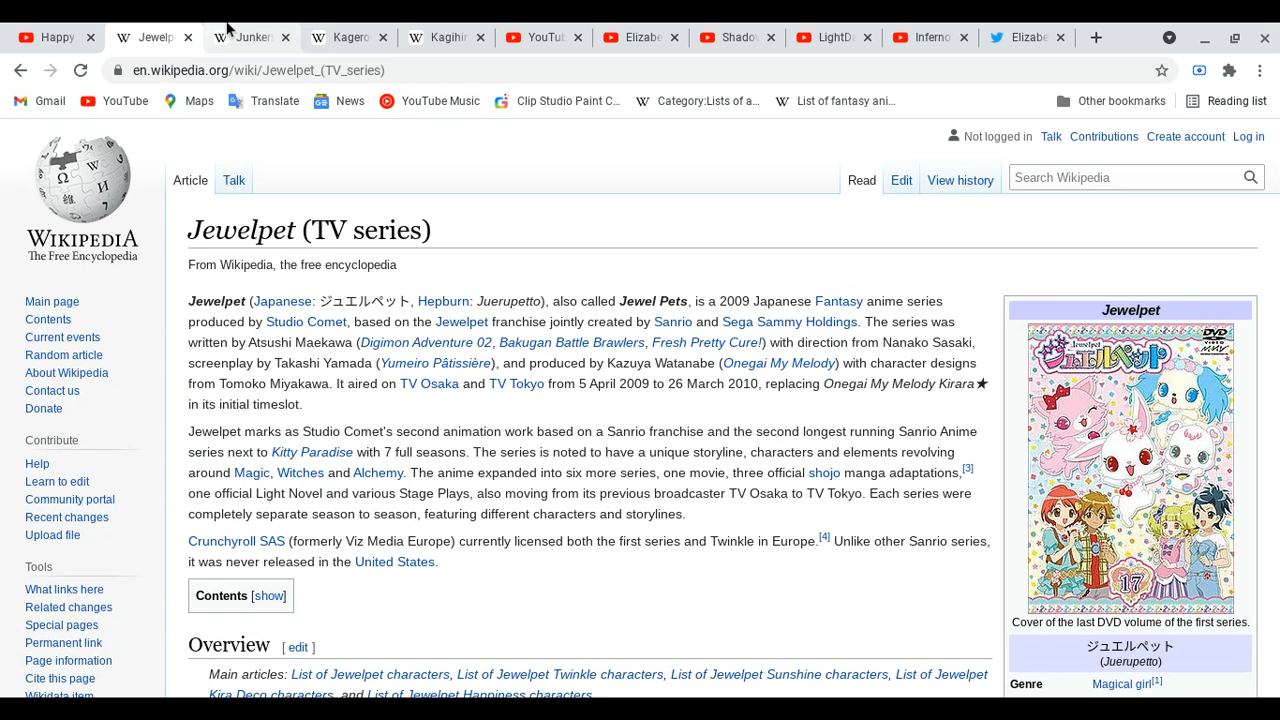 Happy
Jewelp
Junker
Kagero
Kagihir
YouTub
Elizabe
Shadow
LightDa
Inferno
Elizabe
en.wikipedia.org/wiki/Jewelpet_(TV_series)
Gmail YouTube Maps Translate News YouTube Music Clip Studio Paint C... Category:Lists of a... List of fantasy ani... Other bookmarks Reading list
Not logged in Talk Contributions Create account Log in
Article Talk Read Edit View history Search Wikipedia
WIKIPEDIA
The Free Encyclopedia
Main page
Contents
Current events
Random article
About Wikipedia
Contact us
Donate
Contribute
Help
Learn to edit
Community portal
Recent changes
Upload file
Tools
What links here
Related changes
Special pages
Permanent link
Page information
Cite this page
Wikidata item
Jewelpet (TV series)
From Wikipedia, the free encyclopedia
Jewelpet (Japanese: ジュエルペット, Hepburn: Juerupetto), also called Jewel Pets, is a 2009 Japanese Fantasy anime series
produced by Studio Comet, based on the Jewelpet franchise jointly created by Sanrio and Sega Sammy Holdings. The series was
written by Atsushi Maekawa (Digimon Adventure 02, Bakugan Battle Brawlers, Fresh Pretty Cure!) with direction from Nanako Sasaki,
screenplay by Takashi Yamada (Yumeiro Pâtissière), and produced by Kazuya Watanabe (Onegai My Melody) with character designs
from Tomoko Miyakawa. It aired on TV Osaka and TV Tokyo from 5 April 2009 to 26 March 2010, replacing Onegai My Melody Kirara★
in its initial timeslot.
Jewelpet marks as Studio Comet's second animation work based on a Sanrio franchise and the second longest running Sanrio Anime
series next to Kitty Paradise with 7 full seasons. The series is noted to have a unique storyline, characters and elements revolving
around Magic, Witches and Alchemy. The anime expanded into six more series, one movie, three official shojo manga adaptations,[3]
one official Light Novel and various Stage Plays, also moving from its previous broadcaster TV Osaka to TV Tokyo. Each series were
completely separate season to season, featuring different characters and storylines.
Crunchyroll SAS (formerly Viz Media Europe) currently licensed both the first series and Twinkle in Europe.[4] Unlike other Sanrio series,
it was never released in the United States.
Contents [show]
Overview [ edit ]
Main articles: List of Jewelpet characters, List of Jewelpet Twinkle characters, List of Jewelpet Sunshine characters, List of Jewelpet
Kira Deco characters, and List of Jewelpet Happiness characters
Jewelpet
DVD
VIDEO
ジュエルペット
17
Cover of the last DVD volume of the first series.
ジュエルペット
(Juerupetto)
Genre Magical girl[1]